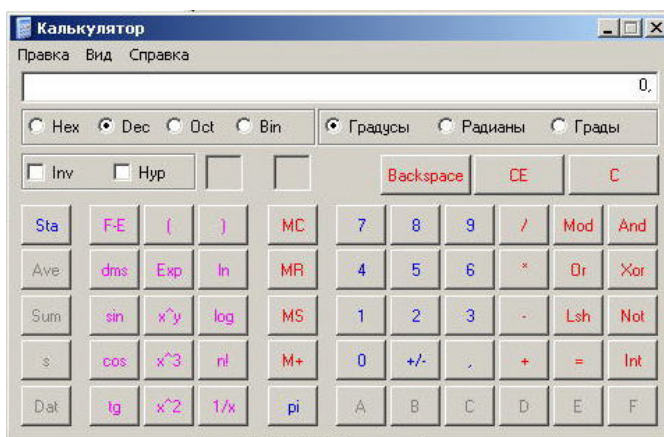 Калькулятор
Правка Вид Справка
0,
Hex Dec Oct Bin Градусы Радианы Грады
Inv Hyp Backspace CE C
Sta F-E ( ) MC 7 8 9 / Mod And
Ave dms Exp ln MR 4 5 6 * Or Xor
Sum sin x^y log MS 1 2 3 - Lsh Not
s cos x^3 n! M+ 0 +/- , + = Int
Dat tg x^2 1/x pi A B C D E F